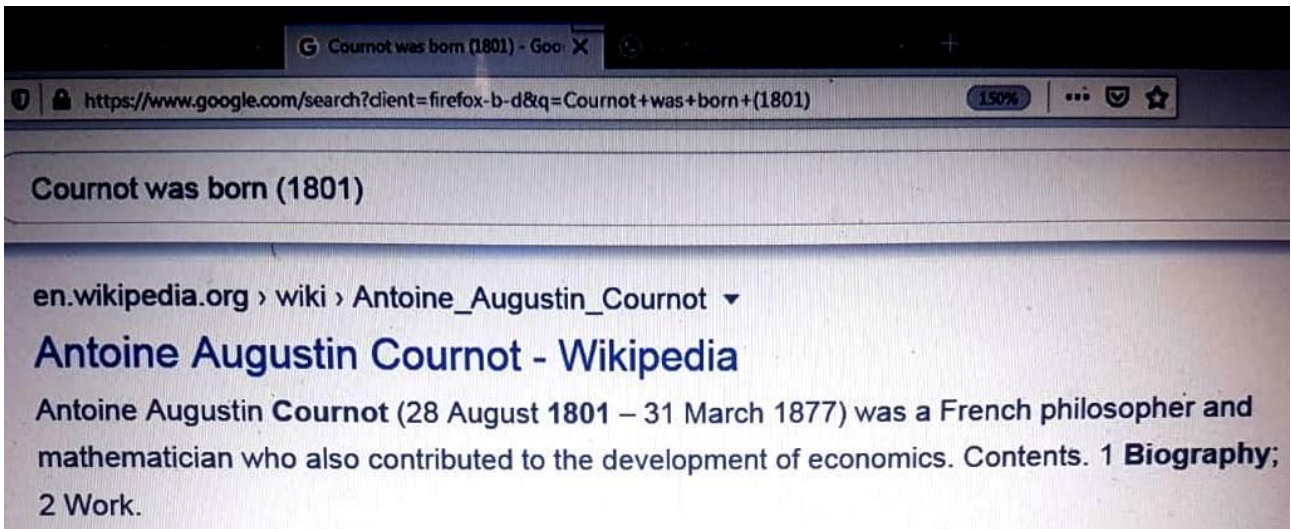 G Cournot was born (1801) - Goo X
https://www.google.com/search?client=firefox-b-d&q=Cournot+was+born+(1801) 150%
Cournot was born (1801)
en.wikipedia.org › wiki › Antoine_Augustin_Cournot
Antoine Augustin Cournot - Wikipedia
Antoine Augustin Cournot (28 August 1801 – 31 March 1877) was a French philosopher and
mathematician who also contributed to the development of economics. Contents. 1 Biography;
2 Work.